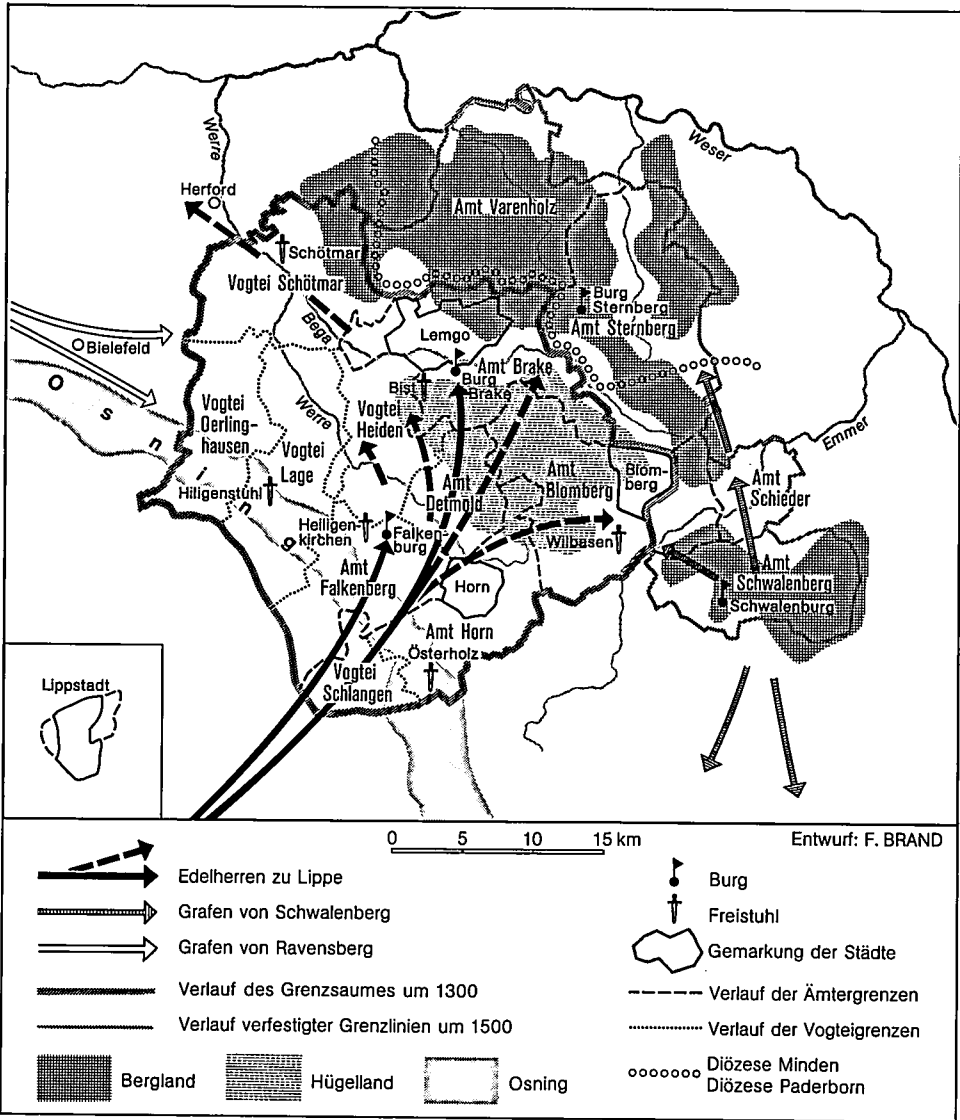 Weser
Werre
Herford
Amt Varenholz
Schötmar
Vogtei Schötmar
Burg
Sternberg
Amt Sternberg
Bega
Lemgo
Bielefeld
Amt Brake
Burg
Brake
Bist
Osning
Vogtei
Oerling-
hausen
Werre
Vogtei
Heiden
Emmer
Vogtei
Lage
Blom-
berg
Amt
Blomberg
Amt
Schieder
Hiligenstuhl
Amt
Detmold
Heiligen-
kirchen
Falken-
burg
Wilbasen
Amt
Falkenberg
Amt
Schwalenberg
Schwalenburg
Horn
Amt Horn
Österholz
Vogtei
Schlangen
Lippstadt
0 5 10 15 km
Entwurf: F. BRAND
Edelherren zu Lippe
Grafen von Schwalenberg
Grafen von Ravensberg
Verlauf des Grenzsaumes um 1300
Verlauf verfestigter Grenzlinien um 1500
Bergland
Hügelland
Osning
Burg
Freistuhl
Gemarkung der Städte
Verlauf der Ämtergrenzen
Verlauf der Vogteigrenzen
Diözese Minden
Diözese Paderborn